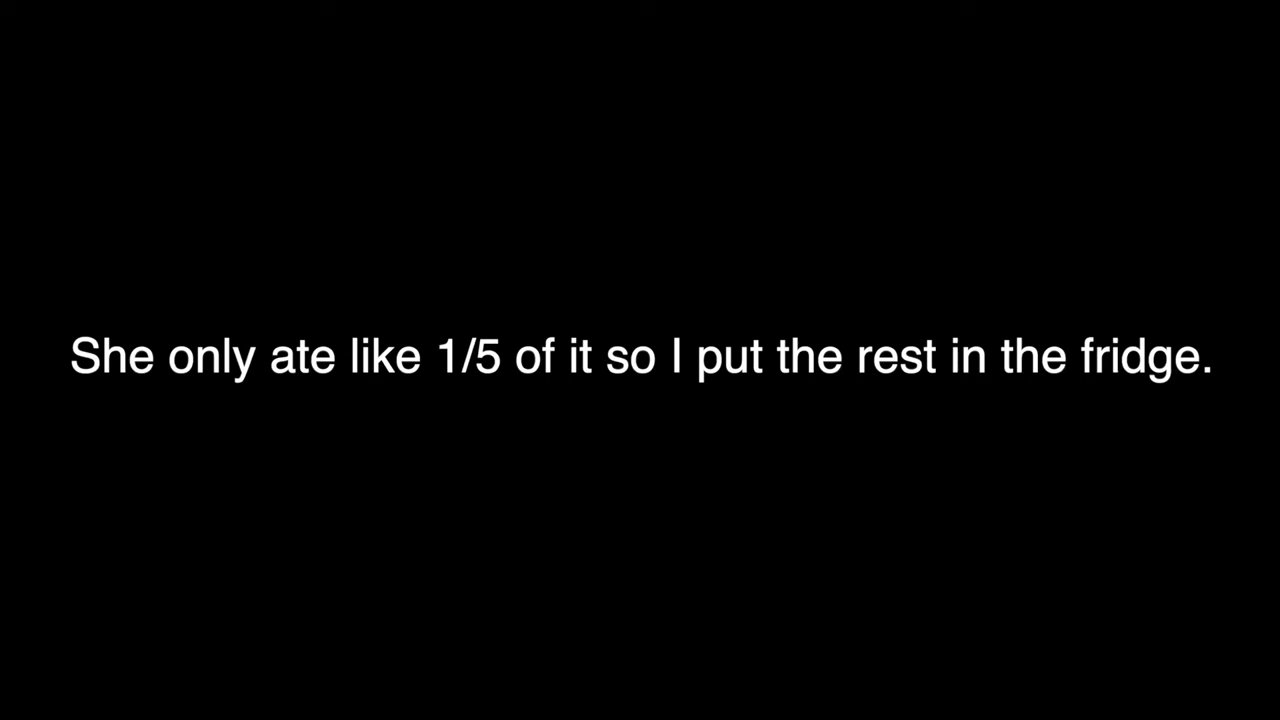 She only ate like 1/5 of it so I put the rest in the fridge.